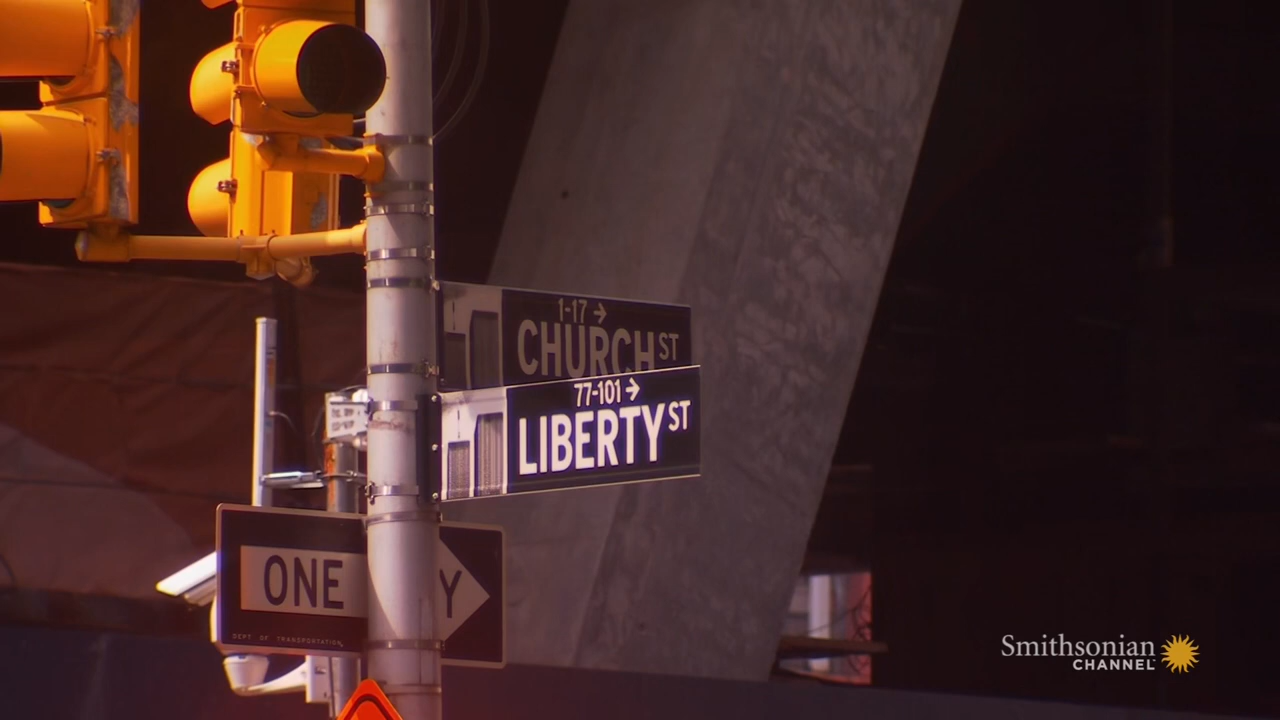 1-17 →
CHURCH ST
77-101 →
LIBERTY ST
ONE Y
DEPT OF TRANSPORTATION
Smithsonian
CHANNEL